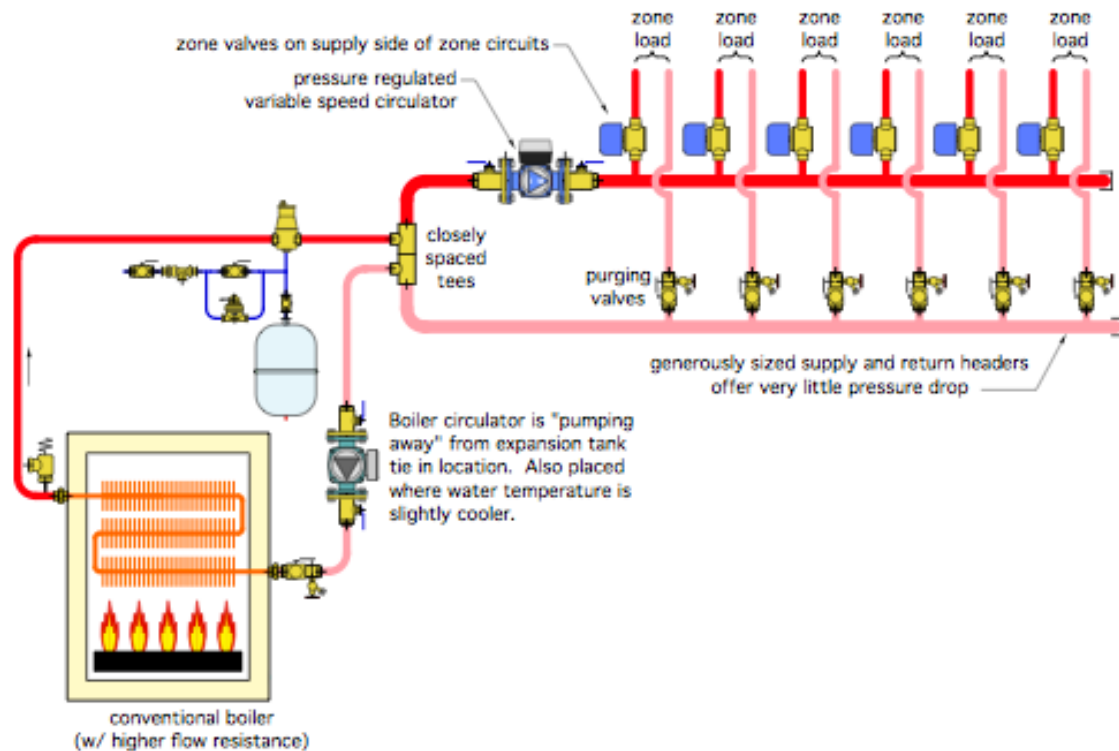 zone zone zone zone zone zone
load load load load load load
zone valves on supply side of zone circuits
pressure regulated
variable speed circulator
closely
spaced
tees
purging
valves
generously sized supply and return headers
offer very little pressure drop
Boiler circulator is "pumping
away" from expansion tank
tie in location. Also placed
where water temperature is
slightly cooler.
conventional boiler
(w/ higher flow resistance)